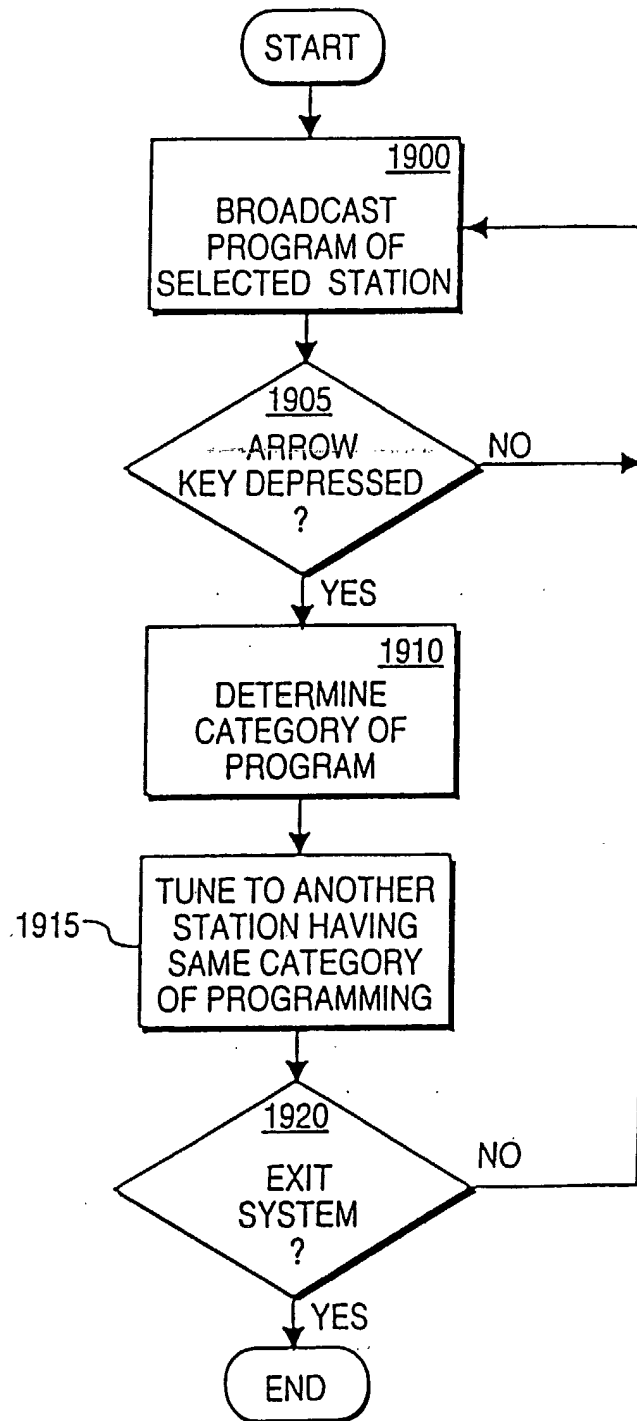 START
1900
BROADCAST
PROGRAM OF
SELECTED STATION
1905
ARROW
KEY DEPRESSED
?
NO
YES
1910
DETERMINE
CATEGORY OF
PROGRAM
1915
TUNE TO ANOTHER
STATION HAVING
SAME CATEGORY
OF PROGRAMMING
1920
EXIT
SYSTEM
?
NO
YES
END